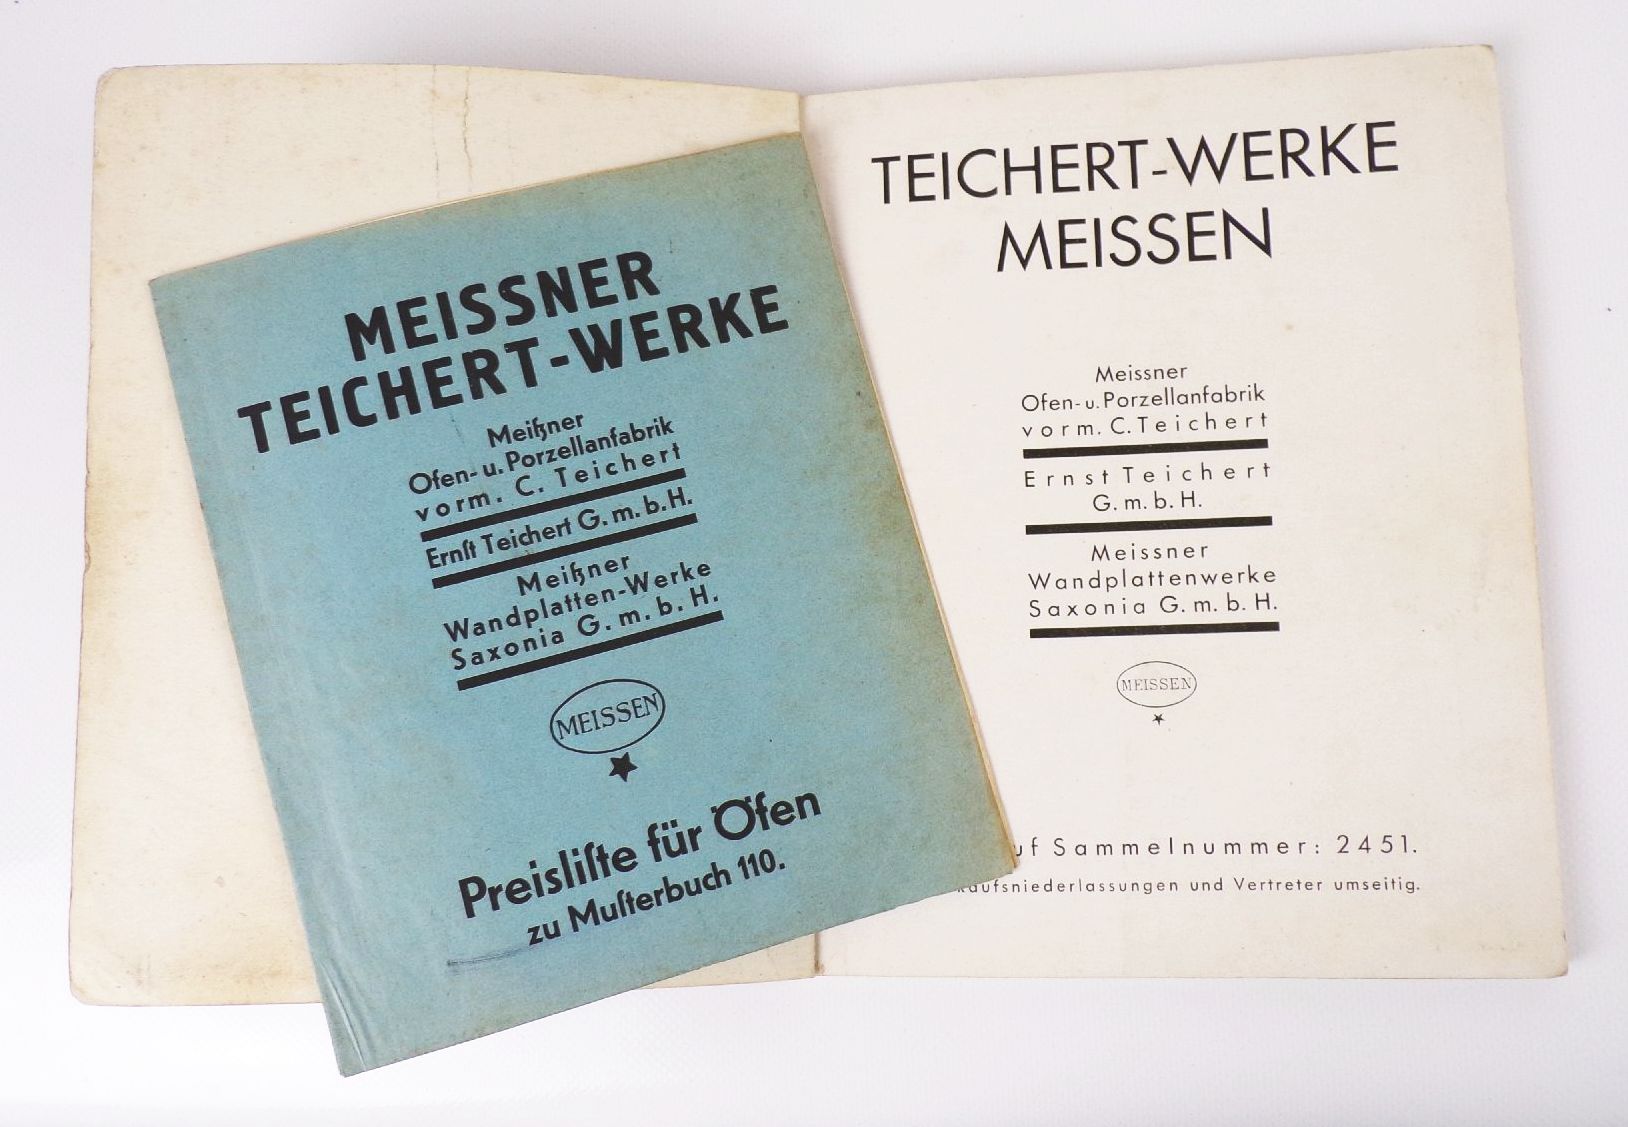 MEISSNER
TEICHERT-WERKE
Meißner
Ofen- u. Porzellanfabrik
vorm. C. Teichert
Ernſt Teichert G.m.b.H.
Meißner
Wandplatten-Werke
Saxonia G.m.b.H.
MEISSEN
Preisliſte für Öfen
zu Muſterbuch 110.
TEICHERT-WERKE
MEISSEN
Meissner
Ofen- u. Porzellanfabrik
vorm. C. Teichert
Ernst Teichert
G. m. b. H.
Meissner
Wandplattenwerke
Saxonia G. m. b. H.
MEISSEN
Sammelnummer: 2451.
und Vertreter umseitig.